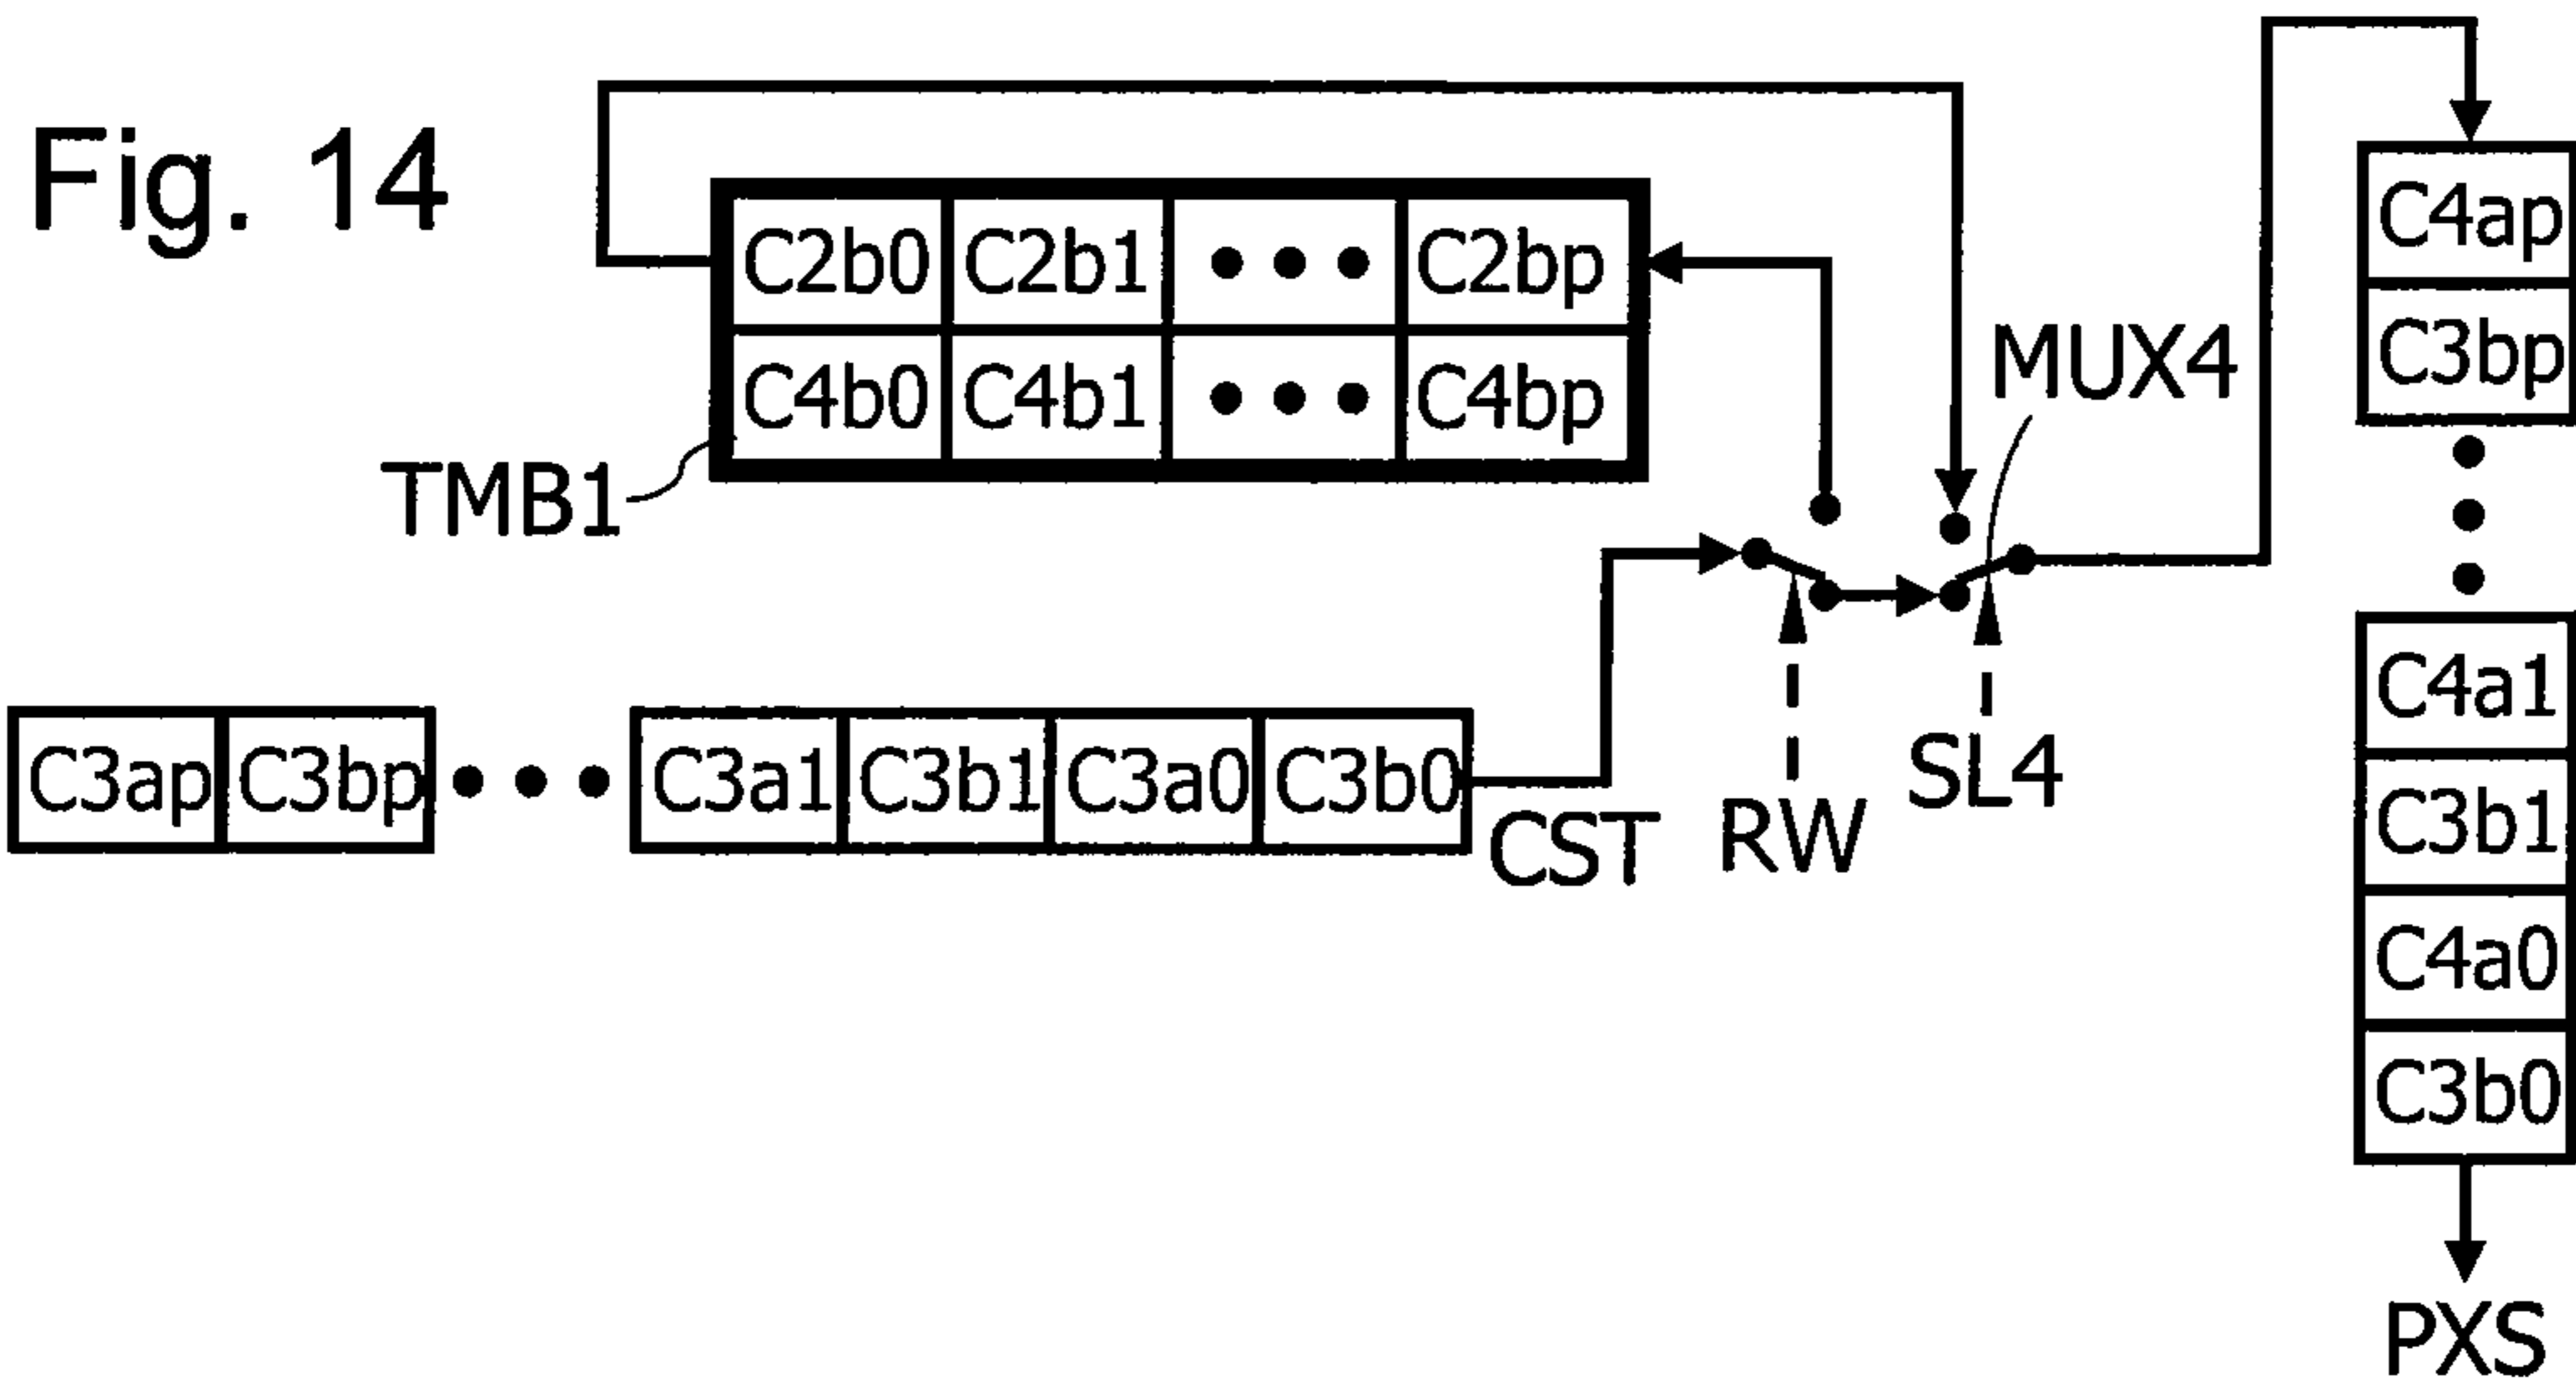 Fig. 14
C2b0 C2b1 ••• C2bp
C4b0 C4b1 ••• C4bp
TMB1
MUX4
C3ap C3bp ••• C3a1 C3b1 C3a0 C3b0
CST
RW
SL4
C4ap
C3bp
•
•
•
C4a1
C3b1
C4a0
C3b0
PXS